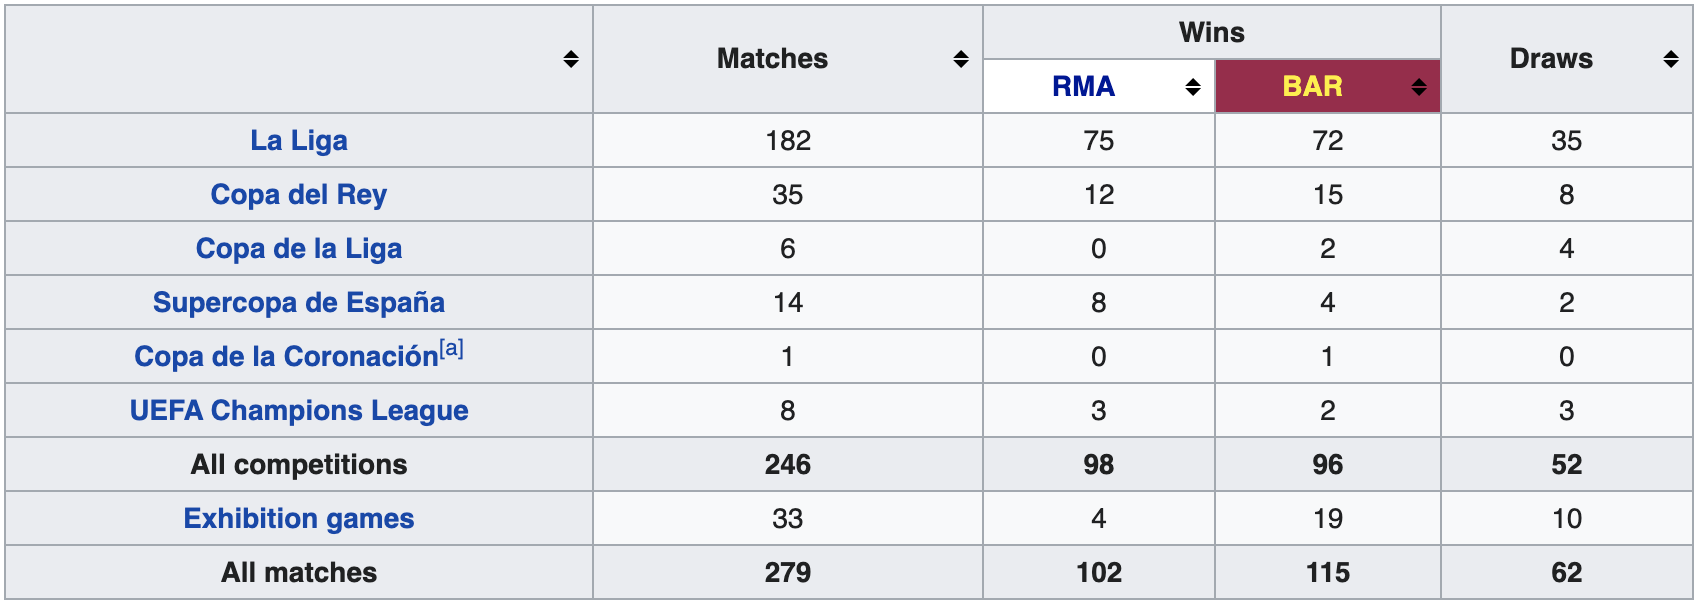 Matches Wins Draws
RMA BAR
La Liga 182 75 72 35
Copa del Rey 35 12 15 8
Copa de la Liga 6 0 2 4
Supercopa de España 14 8 4 2
Copa de la Coronación[a] 1 0 1 0
UEFA Champions League 8 3 2 3
All competitions 246 98 96 52
Exhibition games 33 4 19 10
All matches 279 102 115 62